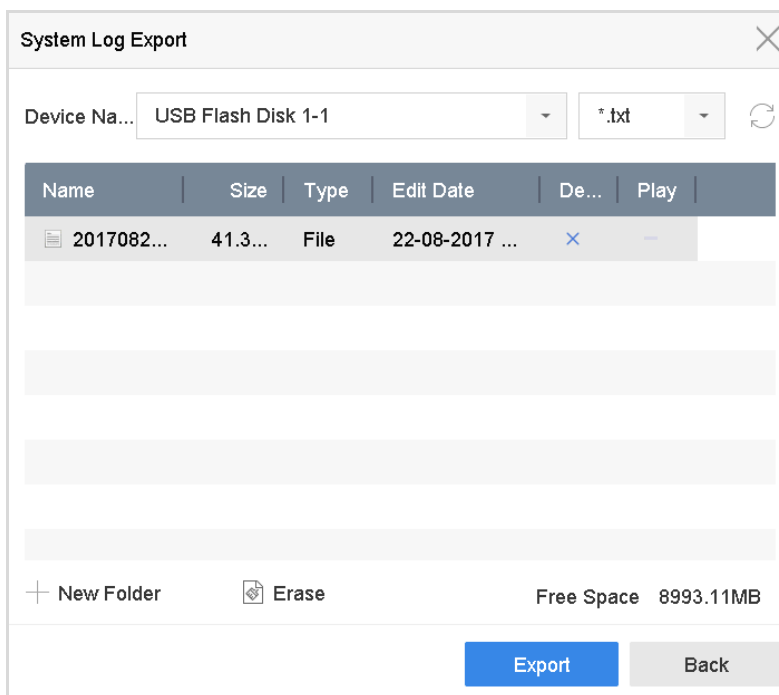 System Log Export
Device Na... USB Flash Disk 1-1 *.txt
Name Size Type Edit Date De... Play
2017082... 41.3... File 22-08-2017 ...
New Folder Erase Free Space 8993.11MB
Export Back